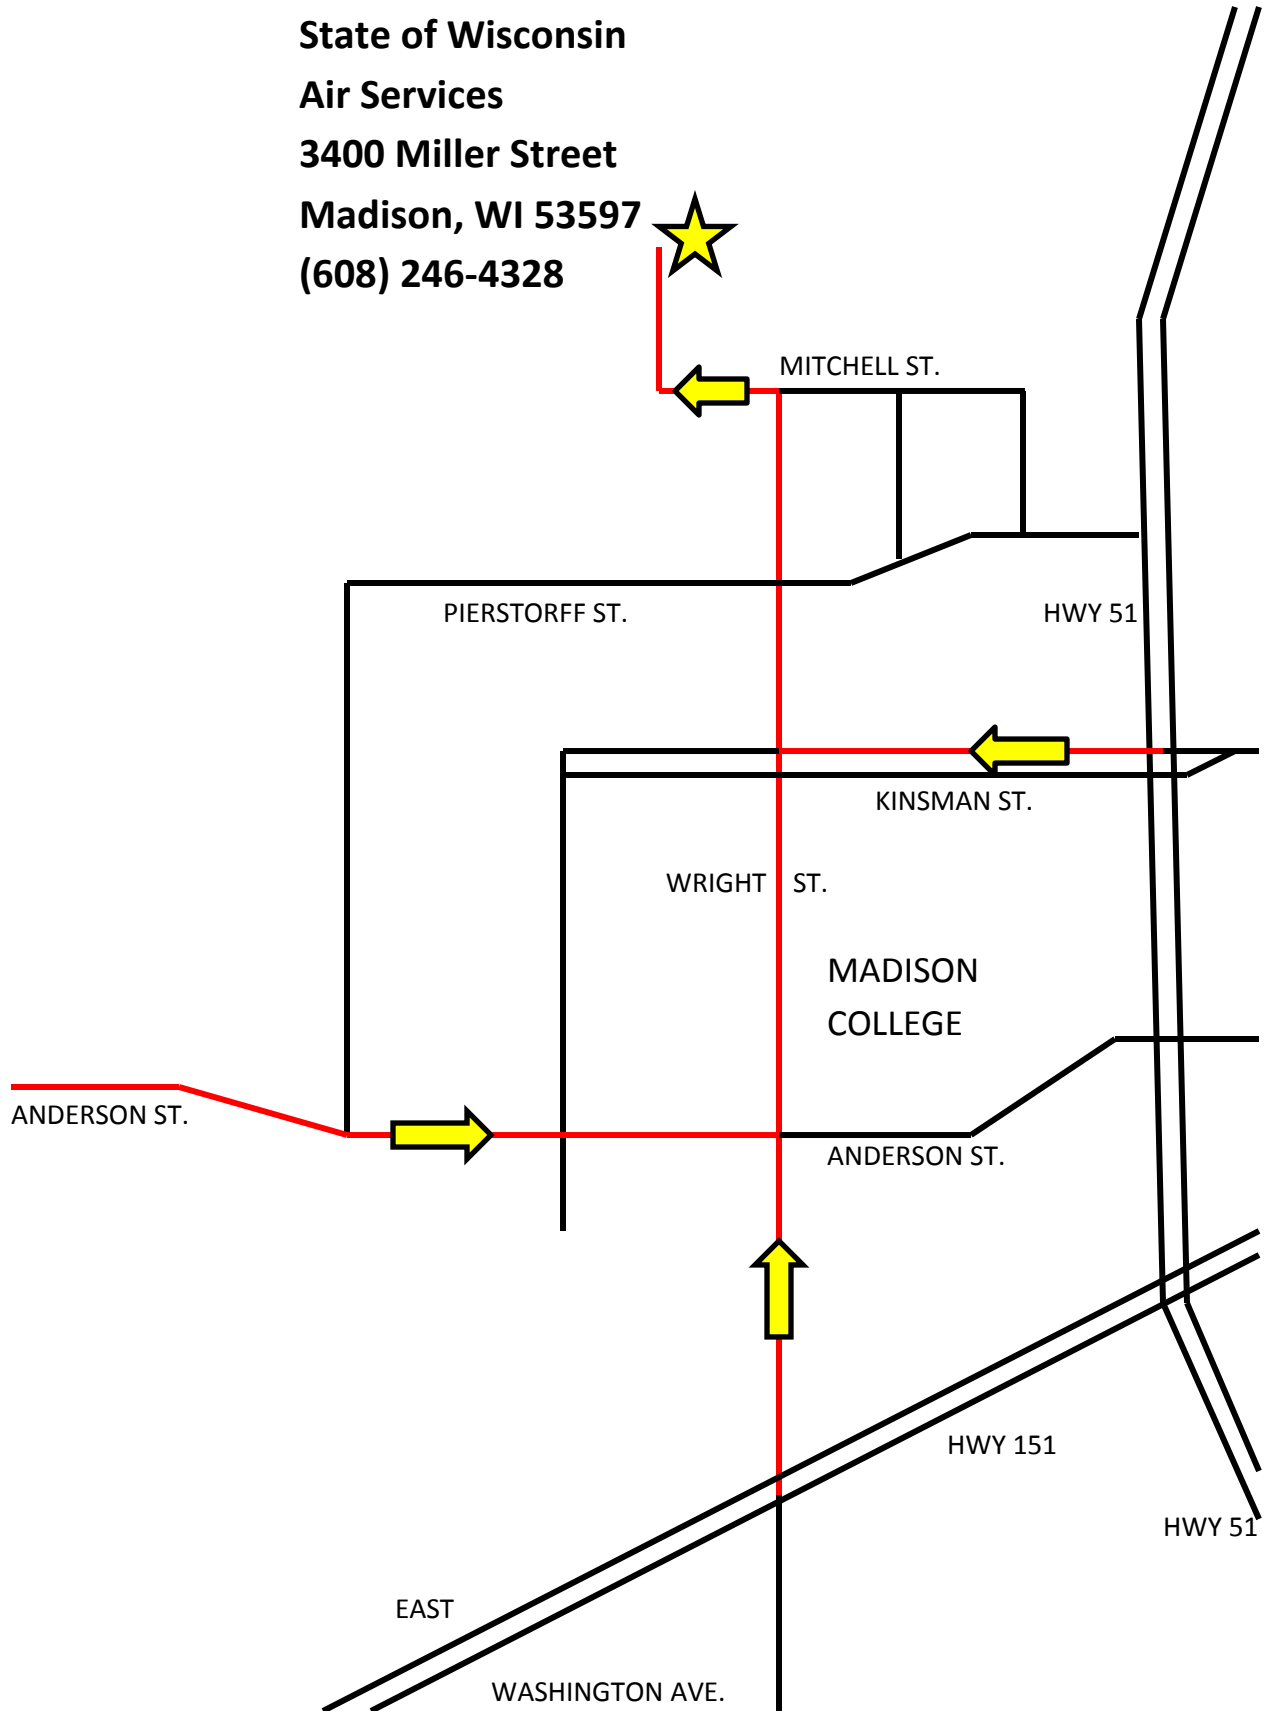 State of Wisconsin
Air Services
3400 Miller Street
Madison, WI 53597
(608) 246-4328
MITCHELL ST.
PIERSTORFF ST.
HWY 51
KINSMAN ST.
WRIGHT ST.
MADISON
COLLEGE
ANDERSON ST.
ANDERSON ST.
HWY 151
HWY 51
EAST
WASHINGTON AVE.